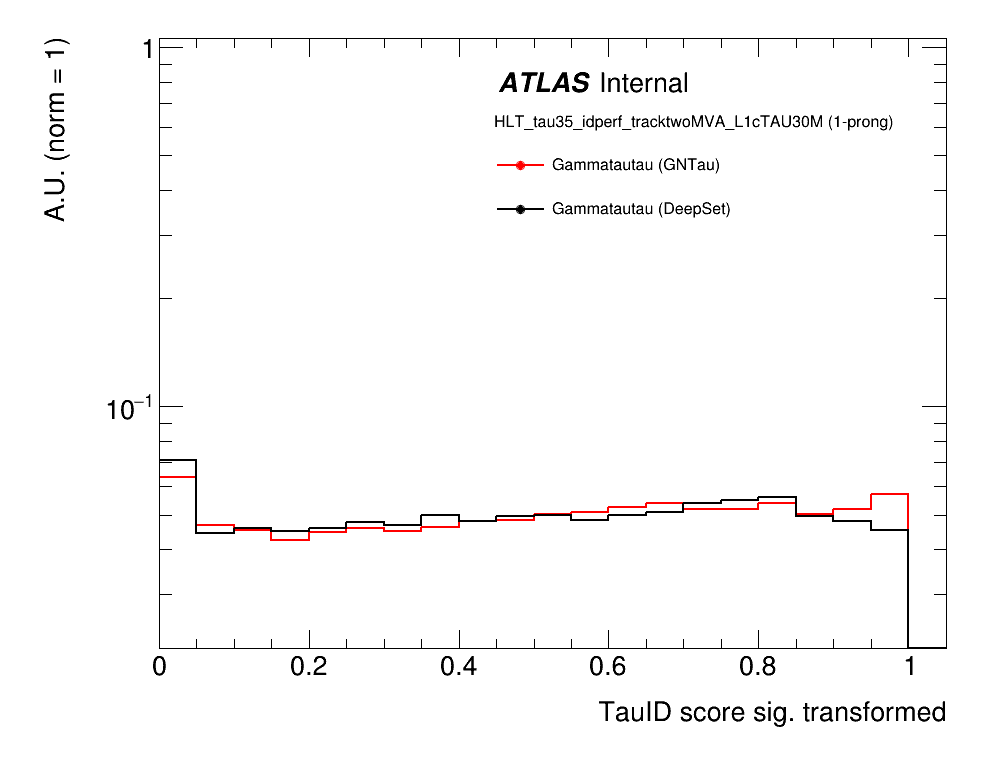 A.U. (norm = 1)
1
10⁻¹
ATLAS Internal
HLT_tau35_idperf_tracktwoMVA_L1cTAU30M (1-prong)
Gammatautau (GNTau)
Gammatautau (DeepSet)
0 0.2 0.4 0.6 0.8 1
TauID score sig. transformed